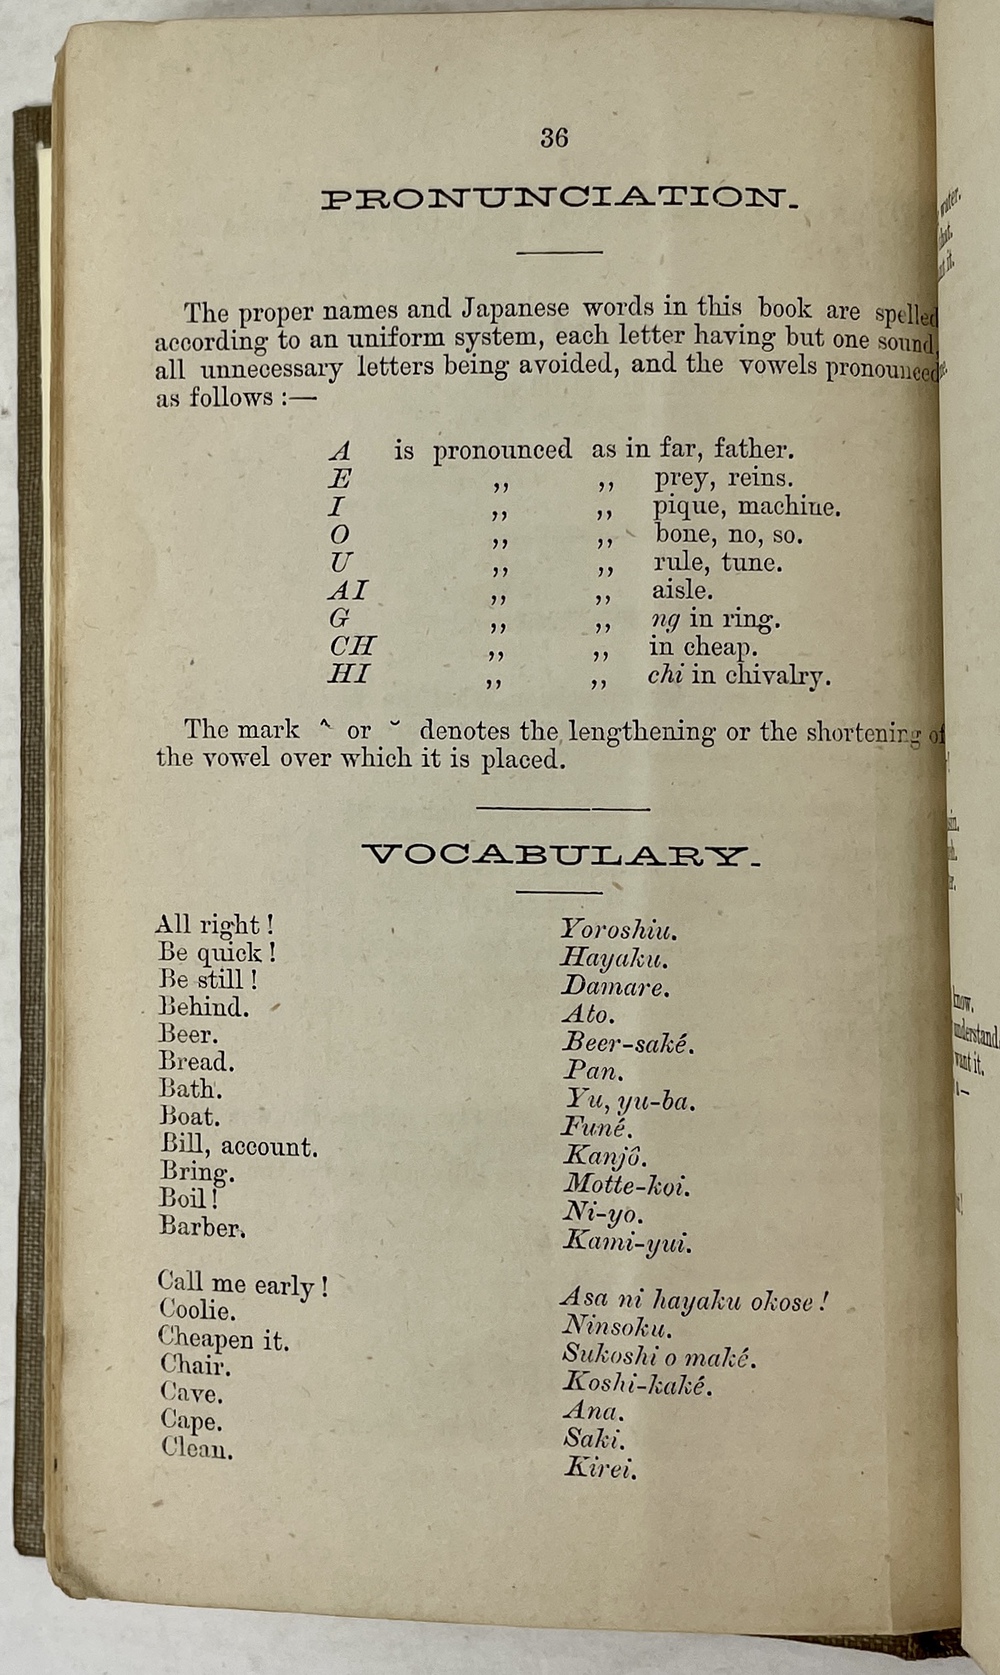 36
PRONUNCIATION.
The proper names and Japanese words in this book are spelled
according to an uniform system, each letter having but one sound,
all unnecessary letters being avoided, and the vowels pronounced
as follows :—
A is pronounced as in far, father.
E ,, ,, prey, reins.
I ,, ,, pique, machine.
O ,, ,, bone, no, so.
U ,, ,, rule, tune.
AI ,, ,, aisle.
G ,, ,, ng in ring.
CH ,, ,, in cheap.
HI ,, ,, chi in chivalry.
The mark ^ or ˘ denotes the lengthening or the shortening of
the vowel over which it is placed.
VOCABULARY.
All right ! Yoroshiu.
Be quick ! Hayaku.
Be still ! Damare.
Behind. Ato.
Beer. Beer-saké.
Bread. Pan.
Bath. Yu, yu-ba.
Boat. Funé.
Bill, account. Kanjô.
Bring. Motte-koi.
Boil ! Ni-yo.
Barber. Kami-yui.
Call me early ! Asa ni hayaku okose !
Coolie. Ninsoku.
Cheapen it. Sukoshi o maké.
Chair. Koshi-kaké.
Cave. Ana.
Cape. Saki.
Clean. Kirei.
water.
that.
it.
know.
understand.
want it.